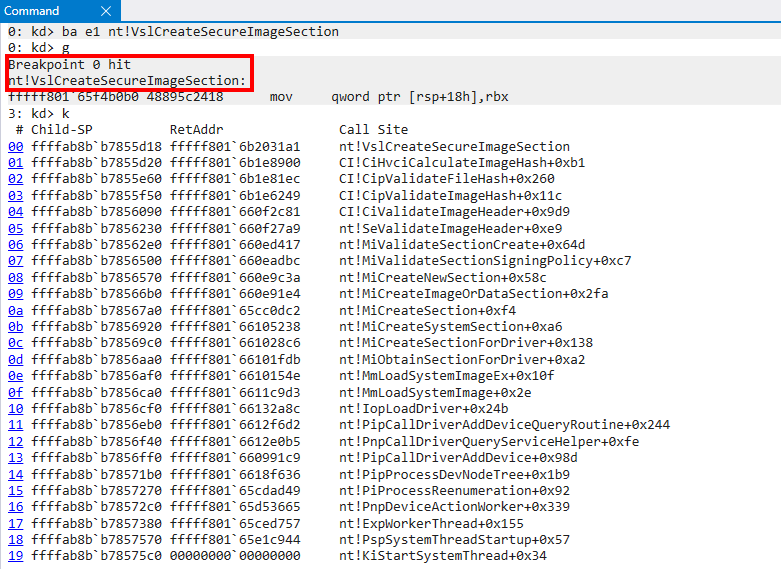 Command
0: kd> ba e1 nt!VslCreateSecureImageSection
0: kd> g
Breakpoint 0 hit
nt!VslCreateSecureImageSection:
fffff801`65f4b0b0 48895c2418 mov qword ptr [rsp+18h],rbx
3: kd> k
# Child-SP RetAddr Call Site
00 ffffab8b`b7855d18 fffff801`6b2031a1 nt!VslCreateSecureImageSection
01 ffffab8b`b7855d20 fffff801`6b1e8900 CI!CiHvciCalculateImageHash+0xb1
02 ffffab8b`b7855e60 fffff801`6b1e81ec CI!CipValidateFileHash+0x260
03 ffffab8b`b7855f50 fffff801`6b1e6249 CI!CipValidateImageHash+0x11c
04 ffffab8b`b7856090 fffff801`660f2c81 CI!CiValidateImageHeader+0x9d9
05 ffffab8b`b7856230 fffff801`660f27a9 nt!SeValidateImageHeader+0xe9
06 ffffab8b`b78562e0 fffff801`660ed417 nt!MiValidateSectionCreate+0x64d
07 ffffab8b`b7856500 fffff801`660eadbc nt!MiValidateSectionSigningPolicy+0xc7
08 ffffab8b`b7856570 fffff801`660e9c3a nt!MiCreateNewSection+0x58c
09 ffffab8b`b78566b0 fffff801`660e91e4 nt!MiCreateImageOrDataSection+0x2fa
0a ffffab8b`b78567a0 fffff801`65cc0dc2 nt!MiCreateSection+0xf4
0b ffffab8b`b7856920 fffff801`66105238 nt!MiCreateSystemSection+0xa6
0c ffffab8b`b78569c0 fffff801`661028c6 nt!MiCreateSectionForDriver+0x138
0d ffffab8b`b7856aa0 fffff801`66101fdb nt!MiObtainSectionForDriver+0xa2
0e ffffab8b`b7856af0 fffff801`6610154e nt!MmLoadSystemImageEx+0x10f
0f ffffab8b`b7856ca0 fffff801`6611c9d3 nt!MmLoadSystemImage+0x2e
10 ffffab8b`b7856cf0 fffff801`66132a8c nt!IopLoadDriver+0x24b
11 ffffab8b`b7856eb0 fffff801`6612f6d2 nt!PipCallDriverAddDeviceQueryRoutine+0x244
12 ffffab8b`b7856f40 fffff801`6612e0b5 nt!PnpCallDriverQueryServiceHelper+0xfe
13 ffffab8b`b7856ff0 fffff801`660991c9 nt!PipCallDriverAddDevice+0x98d
14 ffffab8b`b78571b0 fffff801`6618f636 nt!PipProcessDevNodeTree+0x1b9
15 ffffab8b`b7857270 fffff801`65cdad49 nt!PiProcessReenumeration+0x92
16 ffffab8b`b78572c0 fffff801`65d53665 nt!PnpDeviceActionWorker+0x339
17 ffffab8b`b7857380 fffff801`65ced757 nt!ExpWorkerThread+0x155
18 ffffab8b`b7857570 fffff801`65e1c944 nt!PspSystemThreadStartup+0x57
19 ffffab8b`b78575c0 00000000`00000000 nt!KiStartSystemThread+0x34